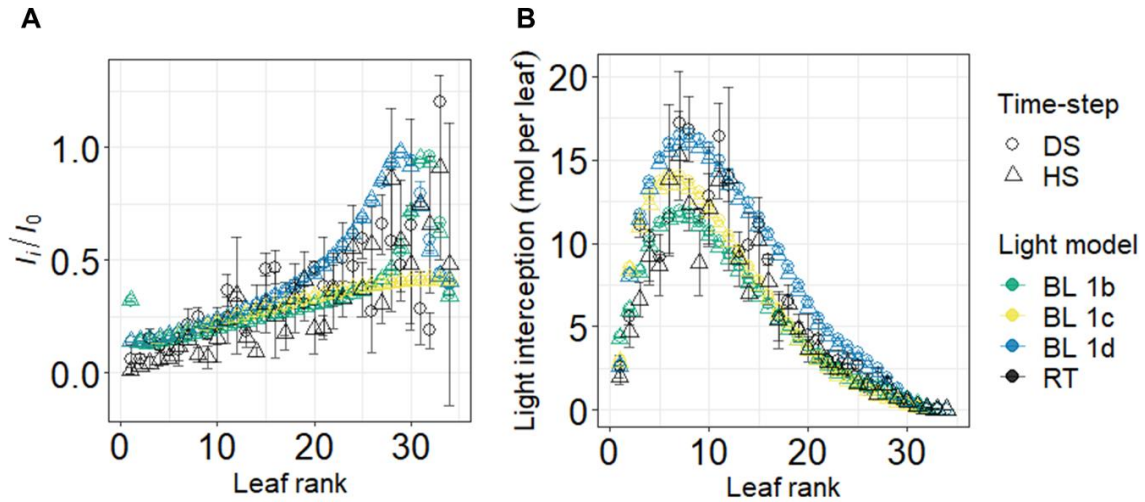 A
B
I_i / I_0
1.0
0.5
0.0
0
10
20
30
Leaf rank
Light interception (mol per leaf)
20
15
10
5
0
0
10
20
30
Leaf rank
Time-step
DS
HS
Light model
BL 1b
BL 1c
BL 1d
RT